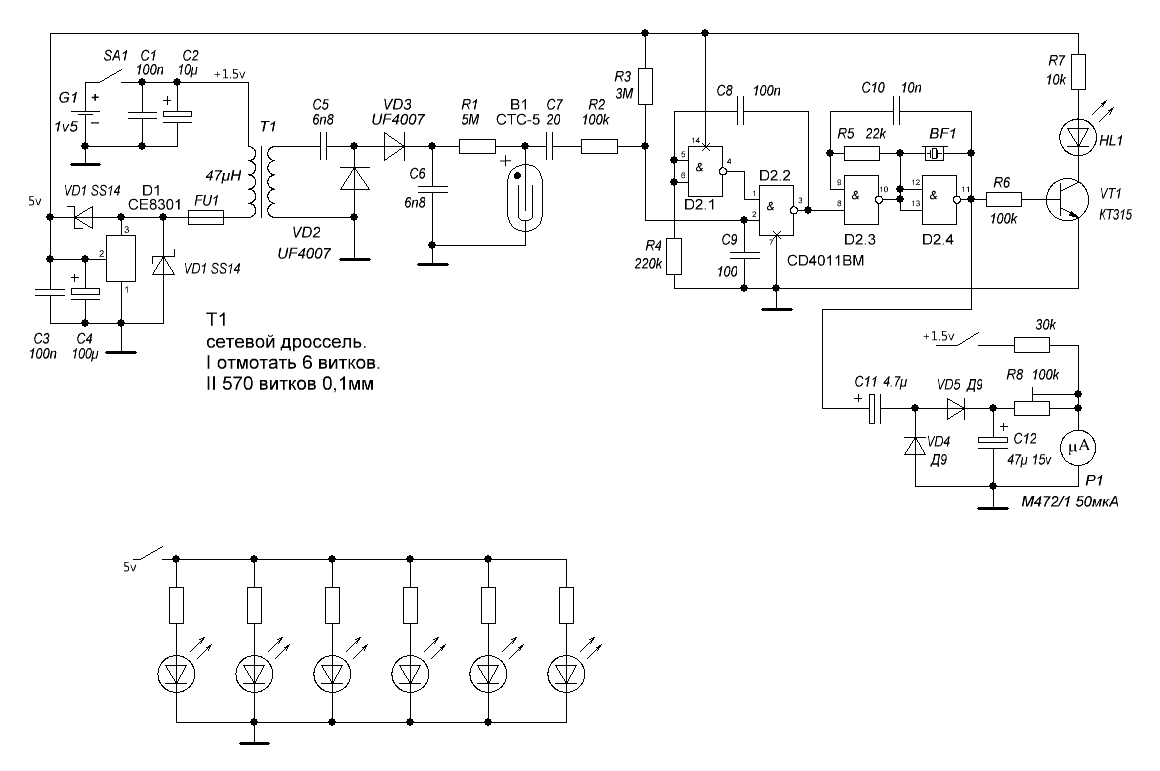 SA1
C1
100n
C2
10µ
+1.5v
G1
+
1v5
T1
47µH
C5
6n8
VD3
UF4007
R1
5M
B1
СТС-5
C7
20
R2
100k
R3
3M
C8 100n
C10 10n
R7
10k
HL1
R5 22k
BF1
14
5
6
&
4
D2.1
D2.2
1
2
&
3
7
CD4011BM
9
8
&
10
D2.3
12
13
&
11
D2.4
R6
100k
VT1
КТ315
VD1 SS14
D1
CE8301
FU1
5v
3
2
1
VD1 SS14
C6
6n8
VD2
UF4007
R4
220k
C9
100
C3
100n
C4
100µ
T1
сетевой дроссель.
I отмотать 6 витков.
II 570 витков 0,1мм
+1.5v
30k
R8 100k
C11 4.7µ
VD5 Д9
VD4
Д9
C12
47µ 15v
µA
P1
М472/1 50мкА
5v